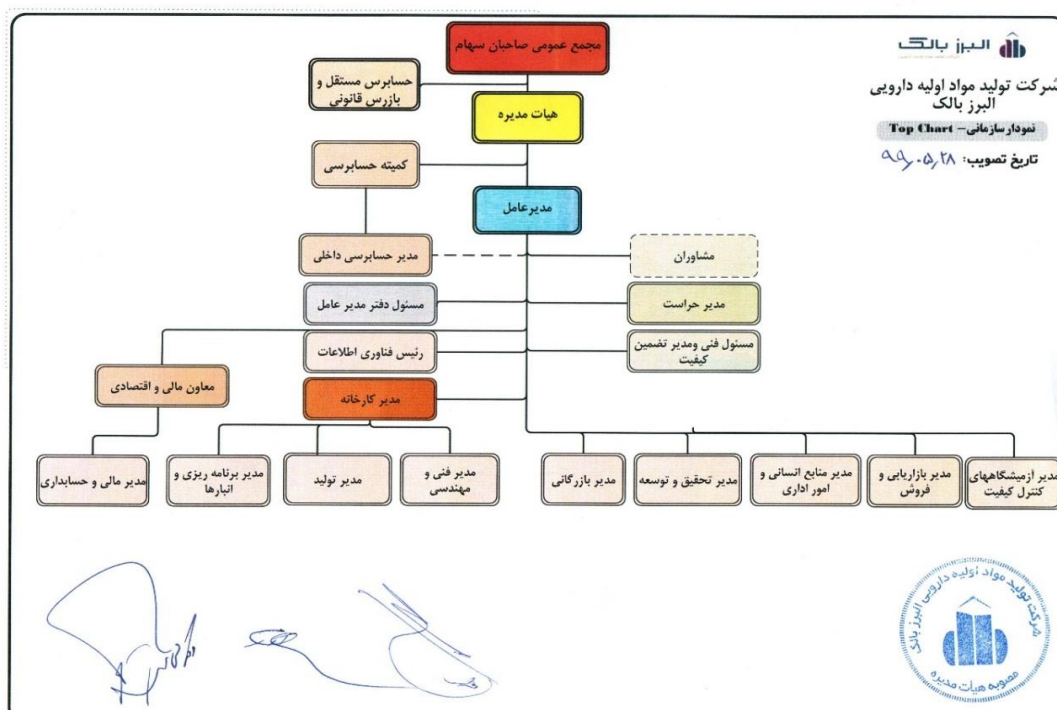 البرز بالک
شرکت تولید مواد اولیه دارویی
البرز بالک
نمودار سازمانی – Top Chart
تاریخ تصویب: ۹۹,۰۵,۲۸
مجمع عمومی صاحبان سهام
حسابرس مستقل و
بازرس قانونی
هیات مدیره
کمیته حسابرسی
مدیرعامل
مشاوران
مدیر حسابرسی داخلی
مدیر حراست
مسئول دفتر مدیر عامل
مسئول فنی ومدیر تضمین
کیفیت
رئیس فناوری اطلاعات
معاون مالی و اقتصادی
مدیر کارخانه
مدیر آزمیشگاههای
کنترل کیفیت
مدیر بازاریابی و
فروش
مدیر منابع انسانی و
امور اداری
مدیر تحقیق و توسعه
مدیر بازرگانی
مدیر فنی و
مهندسی
مدیر تولید
مدیر برنامه ریزی و
انبارها
مدیر مالی و حسابداری
شرکت تولید مواد اولیه دارویی البرز بالک
مصوبه هیات مدیره